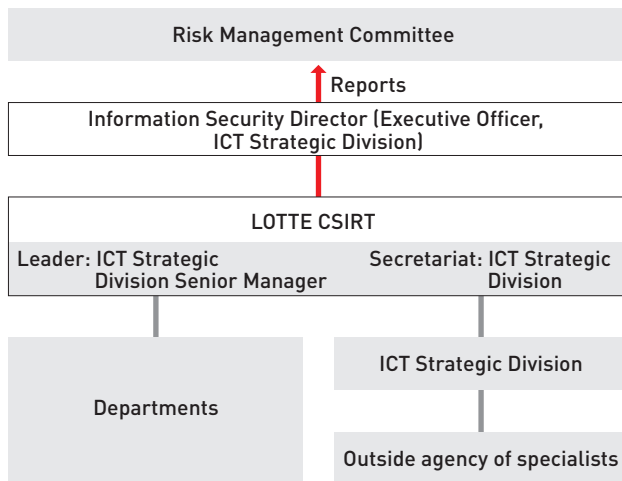 Risk Management Committee
Reports
Information Security Director (Executive Officer,
ICT Strategic Division)
LOTTE CSIRT
Leader: ICT Strategic
Division Senior Manager
Secretariat: ICT Strategic
Division
Departments
ICT Strategic Division
Outside agency of specialists